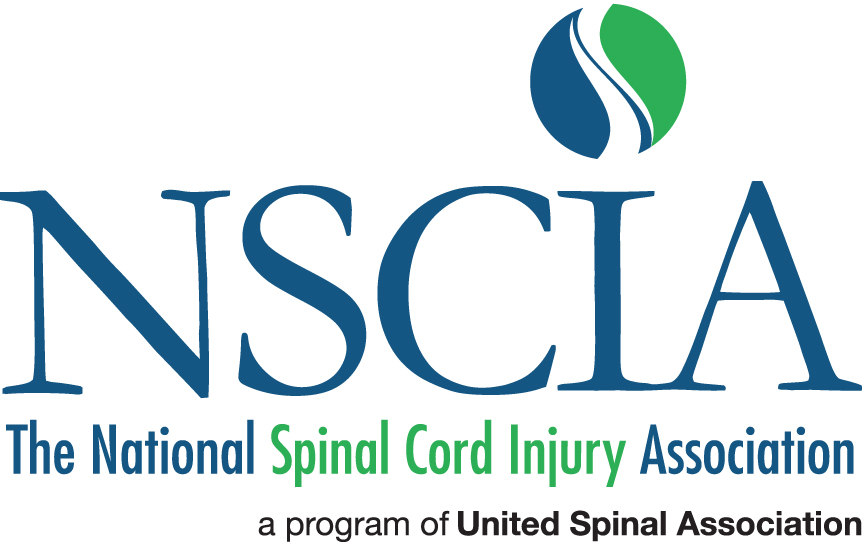 NSCIA
The National Spinal Cord Injury Association
a program of United Spinal Association